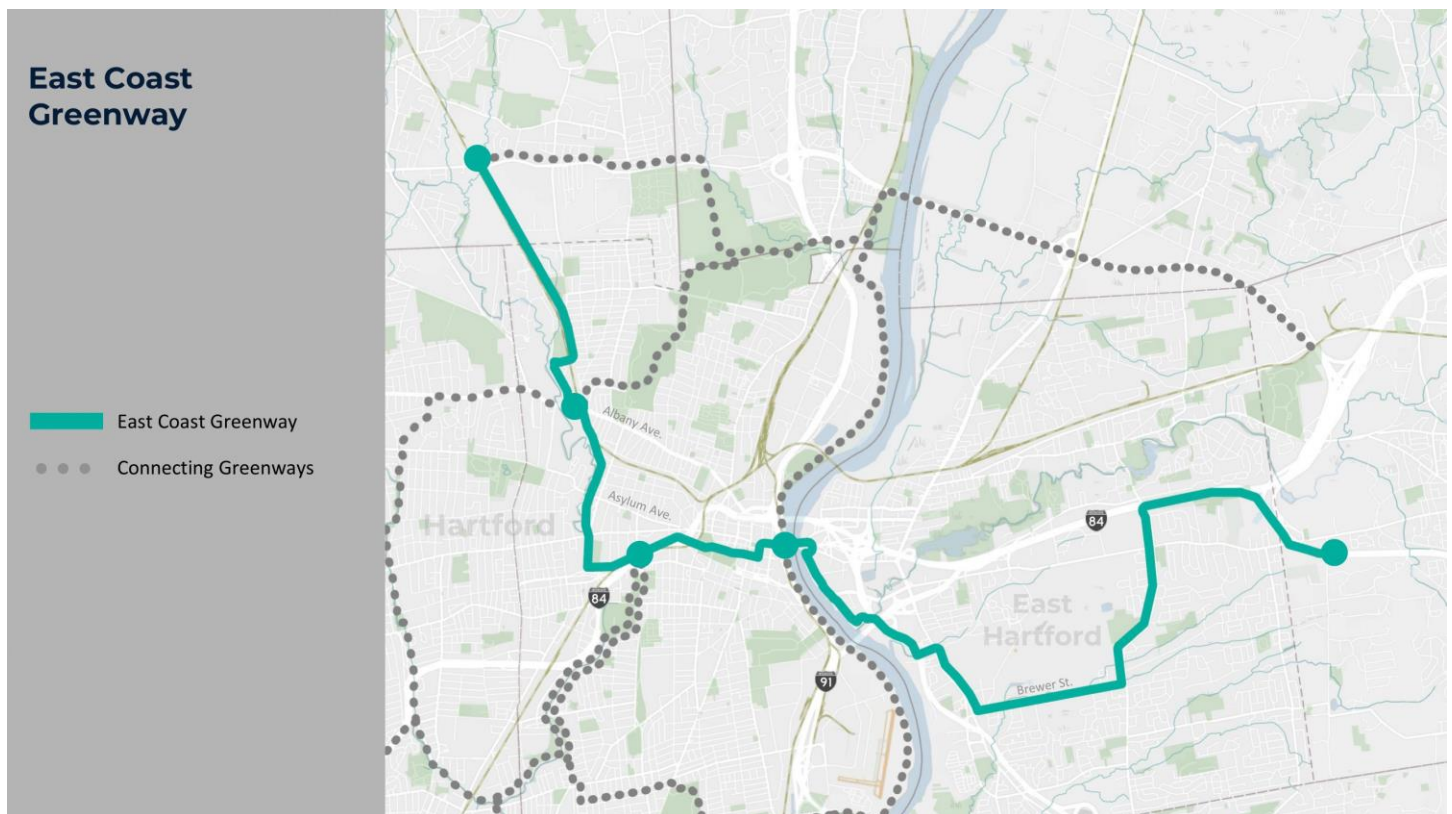 East Coast
Greenway
East Coast Greenway
Connecting Greenways
Albany Ave.
Asylum Ave.
Hartford
84
84
East
Hartford
Brewer St.
91